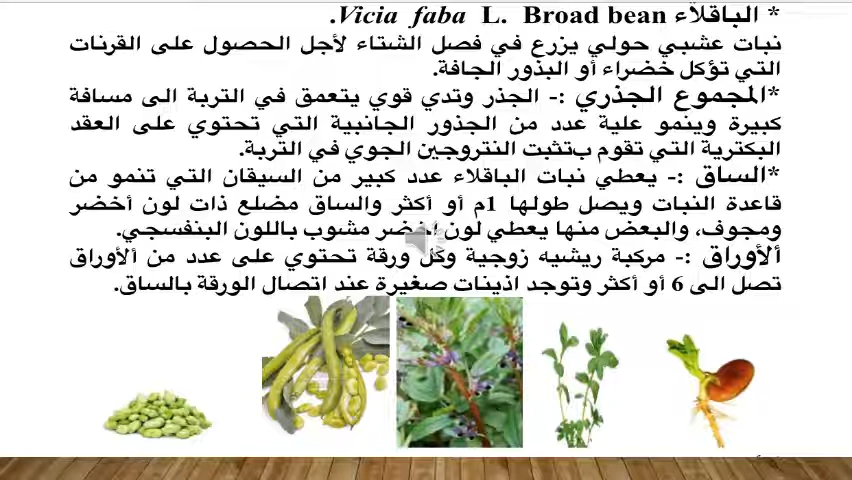 * الباقلاء Vicia faba L. Broad bean.
نبات عشبي حولي يزرع في فصل الشتاء لأجل الحصول على القرنات
التي تؤكل خضراء أو البذور الجافة.
*المجموع الجذري :- الجذر وتدي قوي يتعمق في التربة الى مسافة
كبيرة وينمو علية عدد من الجذور الجانبية التي تحتوي على العقد
البكترية التي تقوم بتثبت النتروجين الجوي في التربة.
*الساق :- يعطي نبات الباقلاء عدد كبير من السيقان التي تنمو من
قاعدة النبات ويصل طولها 1م أو أكثر والساق مضلع ذات لون أخضر
ومجوف، والبعض منها يعطي لون اخضر مشوب باللون البنفسجي.
ألأوراق :- مركبة ريشيه زوجية وكل ورقة تحتوي على عدد من ألأوراق
تصل الى 6 أو أكثر وتوجد اذينات صغيرة عند اتصال الورقة بالساق.